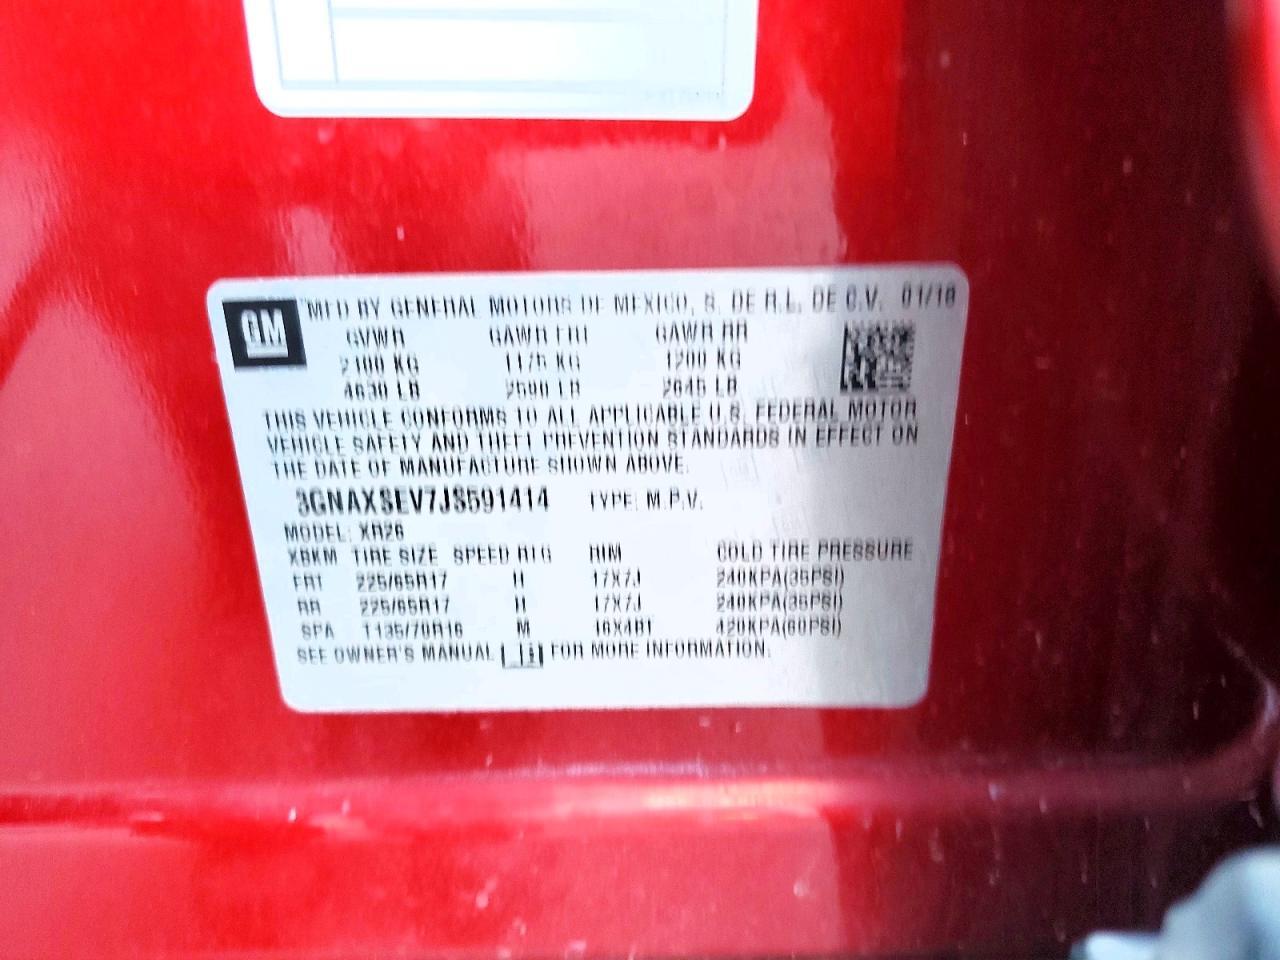 GM
MFD BY GENERAL MOTORS DE MEXICO, S. DE R.L. DE C.V. 01/18
GVWR GAWR FRT GAWR RR
2100 KG 1175 KG 1200 KG
4630 LB 2590 LB 2645 LB
THIS VEHICLE CONFORMS TO ALL APPLICABLE U.S. FEDERAL MOTOR
VEHICLE SAFETY AND THEFT PREVENTION STANDARDS IN EFFECT ON
THE DATE OF MANUFACTURE SHOWN ABOVE.
3GNAXSEV7JS591414 TYPE: M.P.V.
MODEL: XR26
XBKM TIRE SIZE SPEED RTG RIM COLD TIRE PRESSURE
FRT 225/65R17 H 17X7J 240KPA(35PSI)
RR 225/65R17 H 17X7J 240KPA(35PSI)
SPA T135/70R16 M 16X4BT 420KPA(60PSI)
SEE OWNER'S MANUAL FOR MORE INFORMATION.